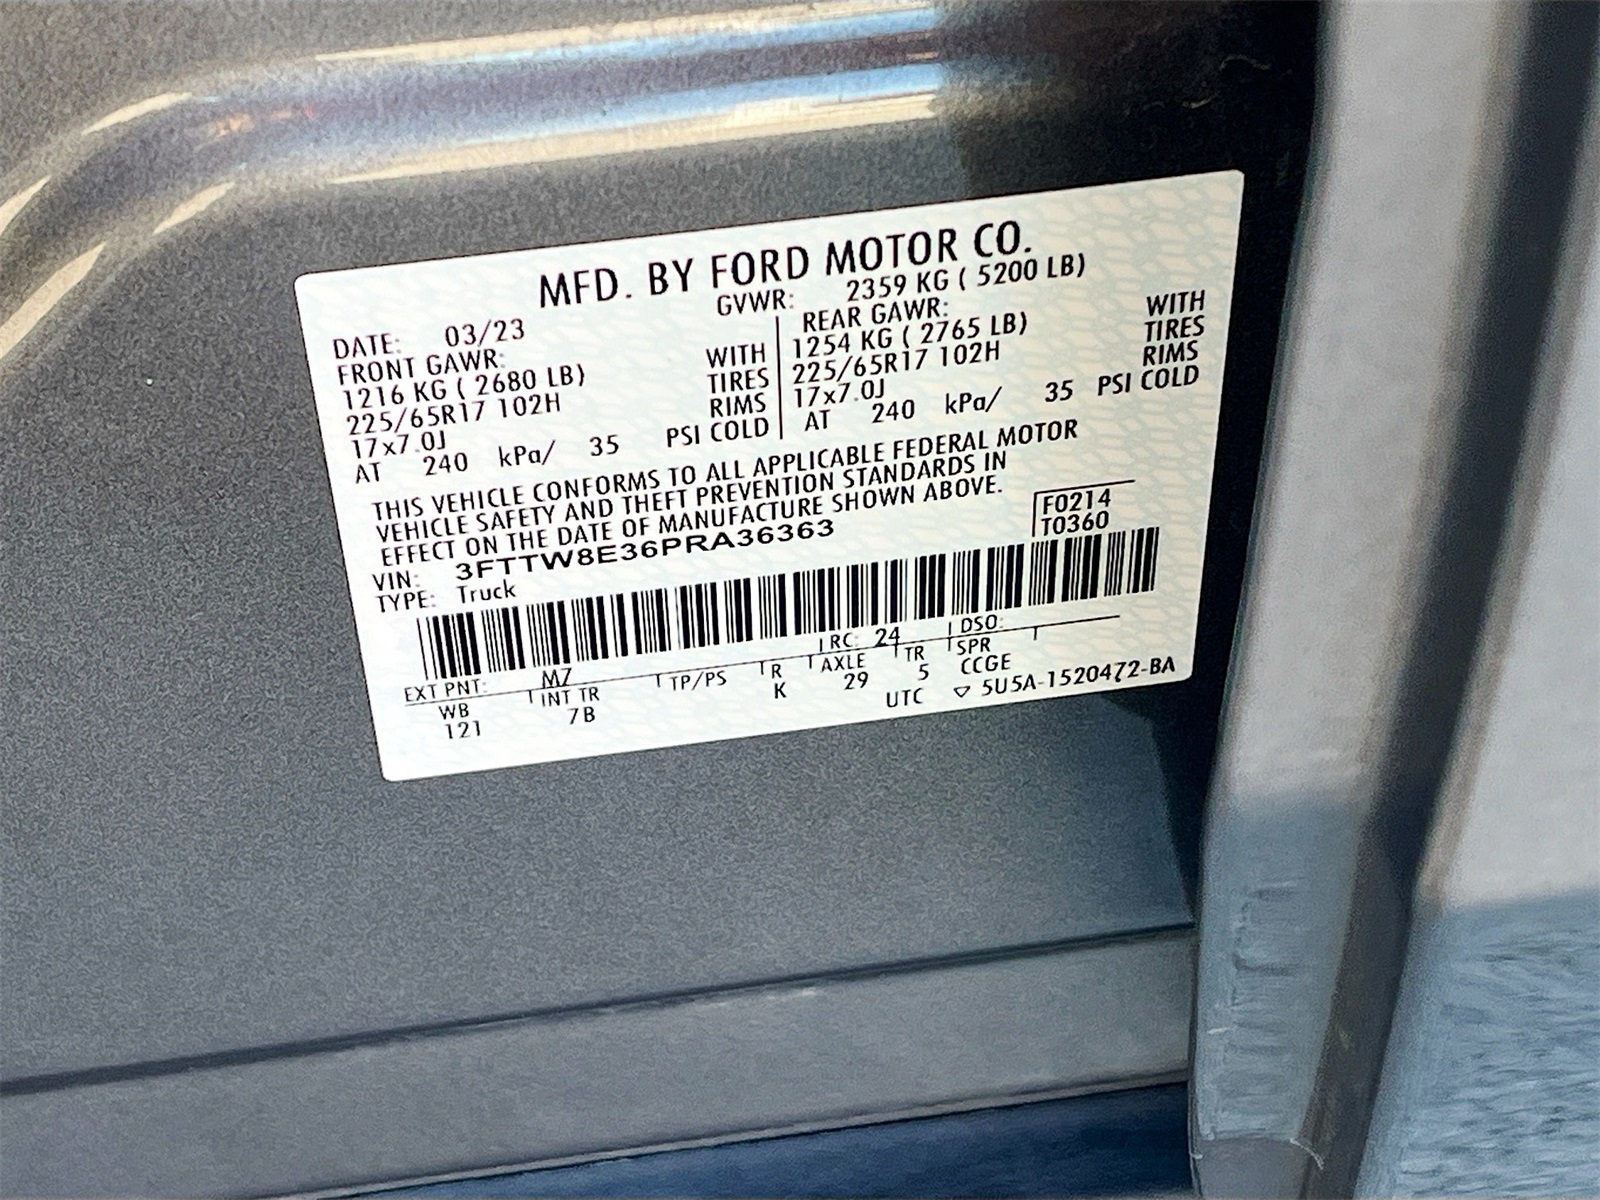 MFD. BY FORD MOTOR CO.
DATE: 03/23 GVWR: 2359 KG ( 5200 LB)
FRONT GAWR: REAR GAWR:
1216 KG ( 2680 LB) WITH 1254 KG ( 2765 LB) WITH
225/65R17 102H TIRES 225/65R17 102H TIRES
17x7.0J RIMS 17x7.0J RIMS
AT 240 kPa/ 35 PSI COLD AT 240 kPa/ 35 PSI COLD
THIS VEHICLE CONFORMS TO ALL APPLICABLE FEDERAL MOTOR
VEHICLE SAFETY AND THEFT PREVENTION STANDARDS IN
EFFECT ON THE DATE OF MANUFACTURE SHOWN ABOVE.
F0214
VIN: 3FTTW8E36PRA36363 T0360
TYPE: Truck
EXT PNT: M7 RC: 24 DSO:
WB INT TR TP/PS R AXLE TR SPR
121 7B K 29 5 CCGE
UTC ▽ 5U5A-1520472-BA